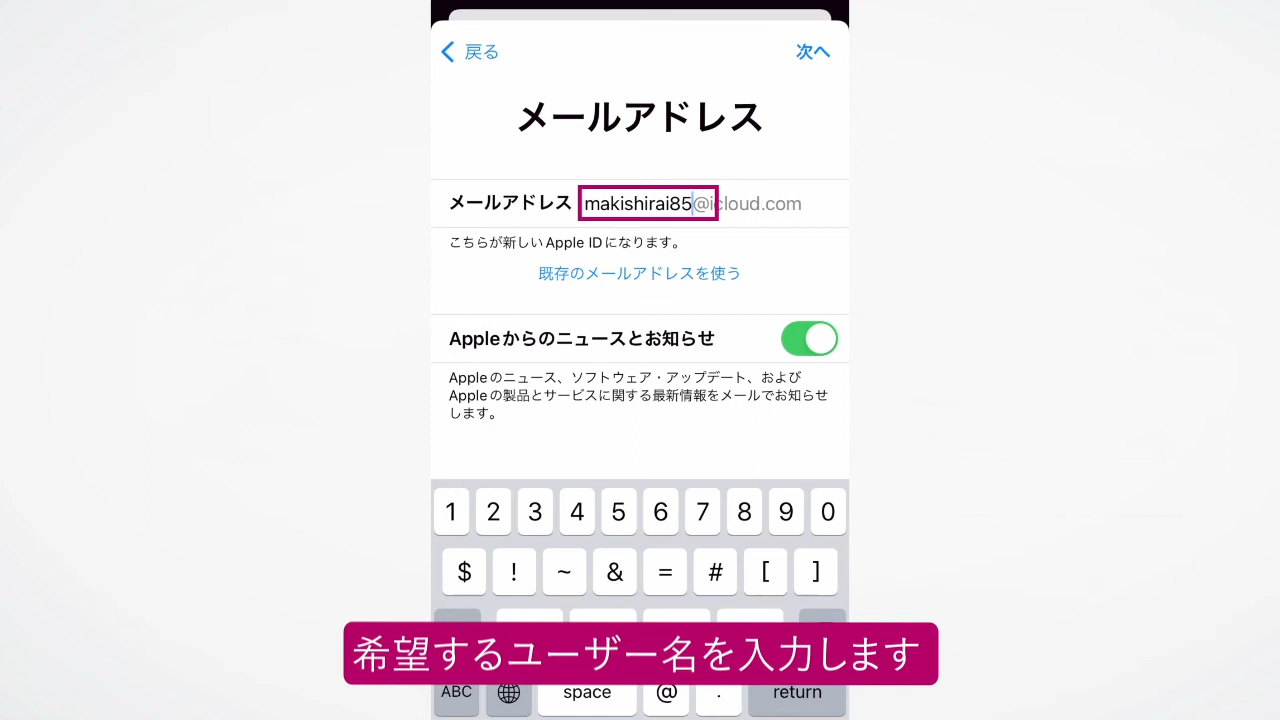 戻る 次へ
メールアドレス
メールアドレス makishirai85@icloud.com
こちらが新しいApple IDになります。
既存のメールアドレスを使う
Appleからのニュースとお知らせ
Appleのニュース、ソフトウェア・アップデート、および
Appleの製品とサービスに関する最新情報をメールでお知らせ
します。
1 2 3 4 5 6 7 8 9 0
$ ! ~ & = # [ ]
希望するユーザー名を入力します
ABC space @ . return